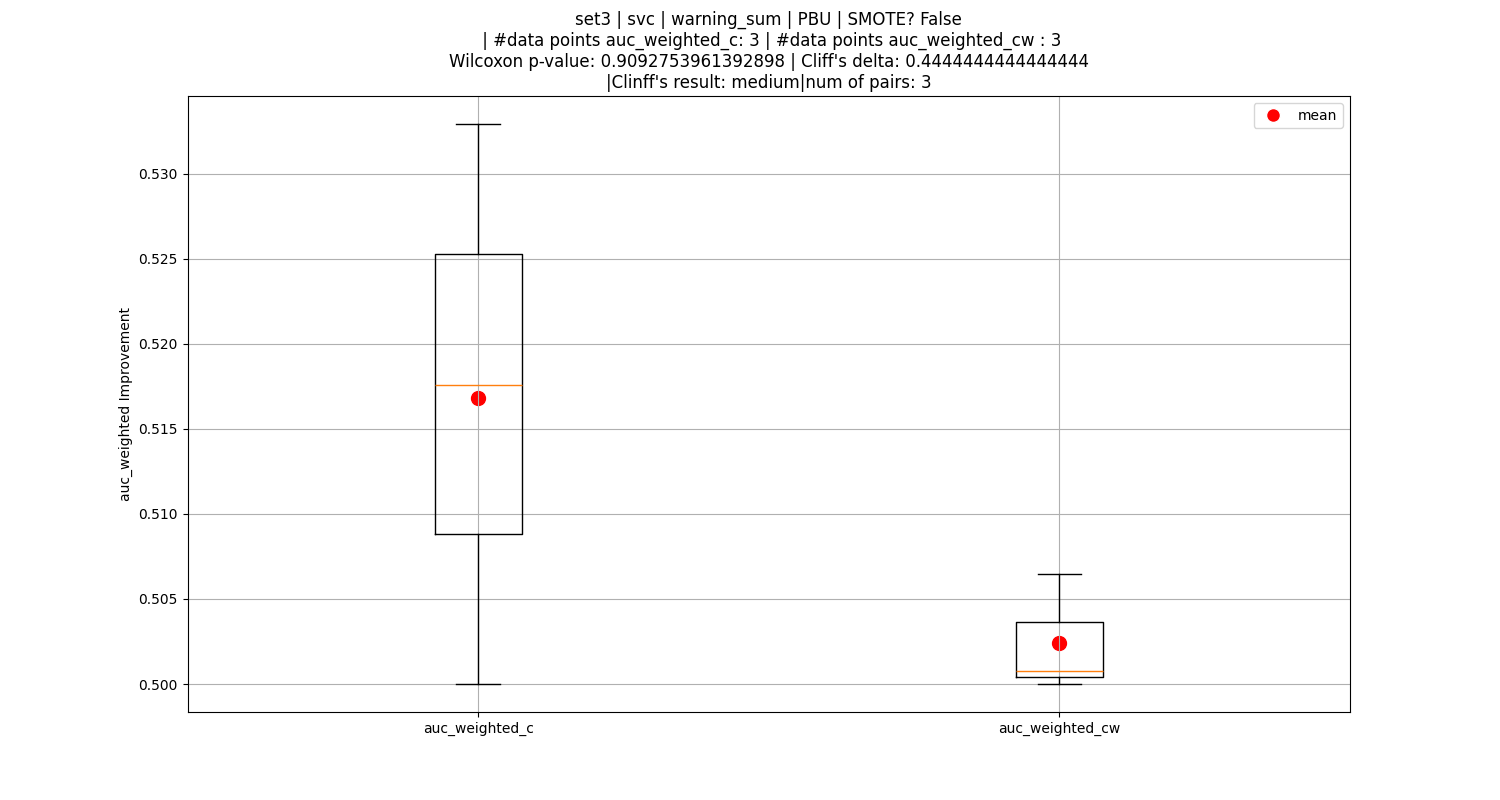 set3 | svc | warning_sum | PBU | SMOTE? False
| #data points auc_weighted_c: 3 | #data points auc_weighted_cw : 3
Wilcoxon p-value: 0.9092753961392898 | Cliff's delta: 0.4444444444444444
|Clinff's result: medium|num of pairs: 3
mean
0.530
0.525
0.520
0.515
0.510
0.505
0.500
auc_weighted Improvement
auc_weighted_c
auc_weighted_cw